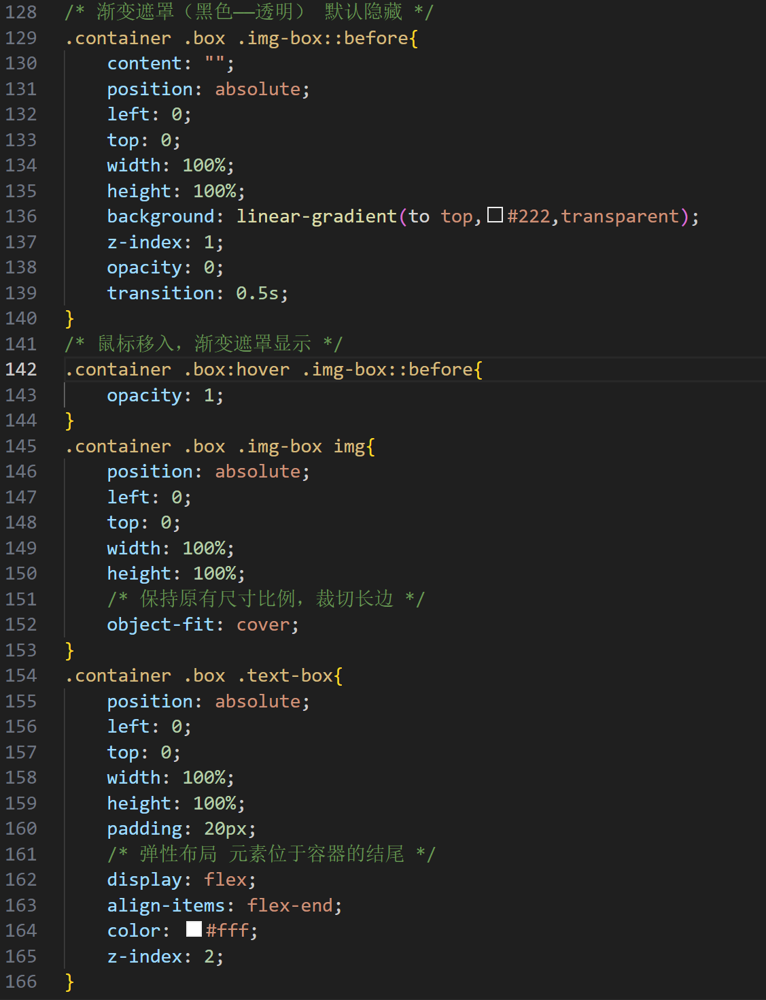 128 /* 渐变遮罩（黑色——透明） 默认隐藏 */
129 .container .box .img-box::before{
130     content: "";
131     position: absolute;
132     left: 0;
133     top: 0;
134     width: 100%;
135     height: 100%;
136     background: linear-gradient(to top,#222,transparent);
137     z-index: 1;
138     opacity: 0;
139     transition: 0.5s;
140 }
141 /* 鼠标移入，渐变遮罩显示 */
142 .container .box:hover .img-box::before{
143     opacity: 1;
144 }
145 .container .box .img-box img{
146     position: absolute;
147     left: 0;
148     top: 0;
149     width: 100%;
150     height: 100%;
151     /* 保持原有尺寸比例，裁切长边 */
152     object-fit: cover;
153 }
154 .container .box .text-box{
155     position: absolute;
156     left: 0;
157     top: 0;
158     width: 100%;
159     height: 100%;
160     padding: 20px;
161     /* 弹性布局 元素位于容器的结尾 */
162     display: flex;
163     align-items: flex-end;
164     color: #fff;
165     z-index: 2;
166 }